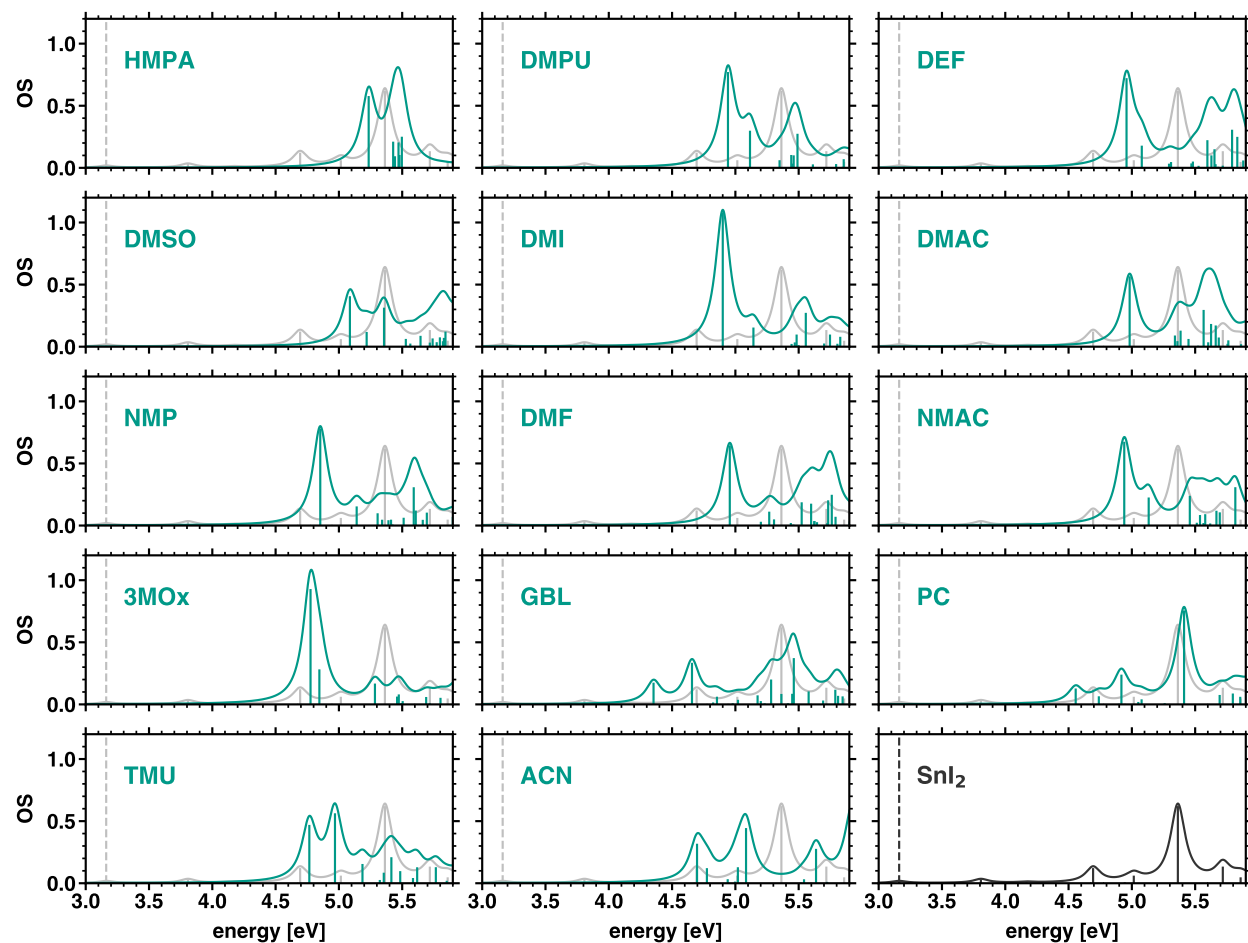 HMPA
DMPU
DEF
OS
1.0
0.5
0.0
DMSO
DMI
DMAC
OS
1.0
0.5
0.0
NMP
DMF
NMAC
OS
1.0
0.5
0.0
3MOx
GBL
PC
OS
1.0
0.5
0.0
TMU
ACN
SnI₂
OS
1.0
0.5
0.0
3.0 3.5 4.0 4.5 5.0 5.5
3.0 3.5 4.0 4.5 5.0 5.5
3.0 3.5 4.0 4.5 5.0 5.5
energy [eV]
energy [eV]
energy [eV]